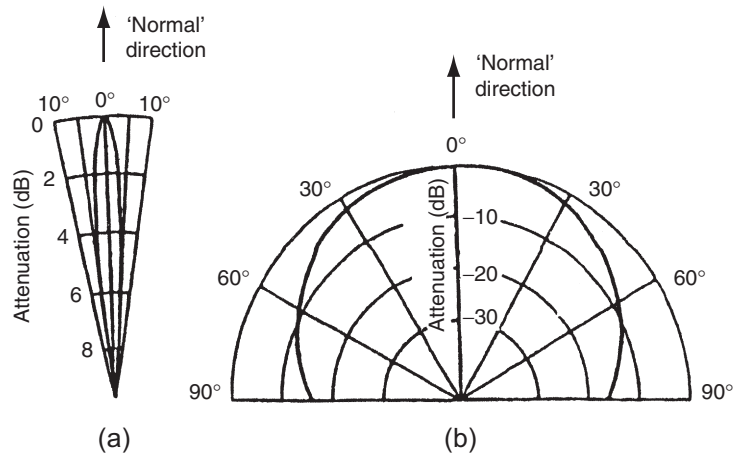 ‘Normal’
direction
10° 0° 10°
0
2
4
6
8
Attenuation (dB)
(a)
‘Normal’
direction
0°
30° 30°
60° 60°
90° 90°
Attenuation (dB)
–10
–20
–30
(b)